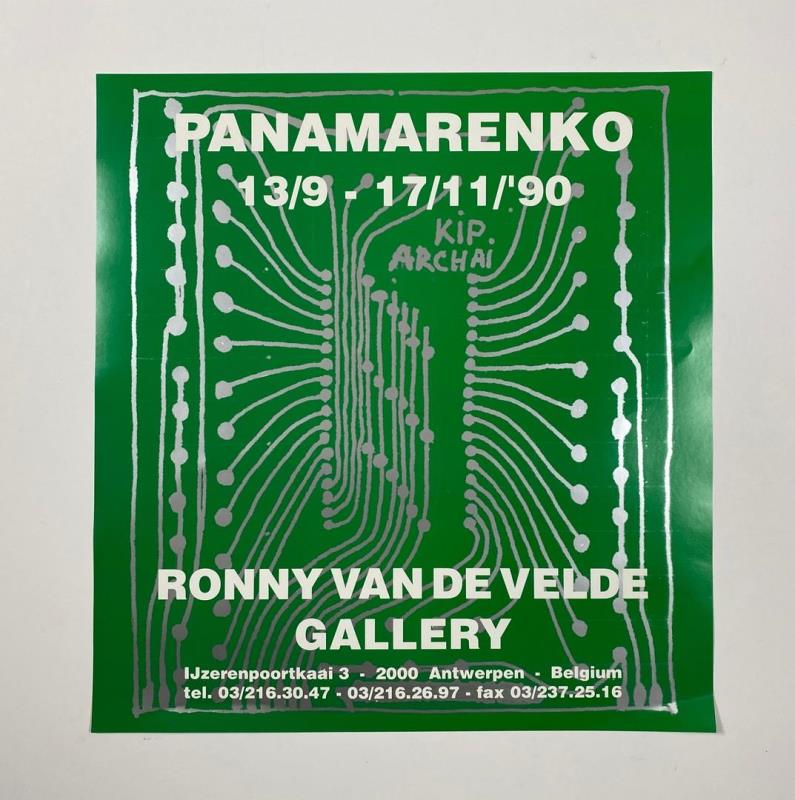 PANAMARENKO
13/9 - 17/11/'90
KIP.
ARCHAI
RONNY VAN DE VELDE
GALLERY
IJzerenpoortkaai 3 - 2000 Antwerpen - Belgium
tel. 03/216.30.47 - 03/216.26.97 - fax 03/237.25.16